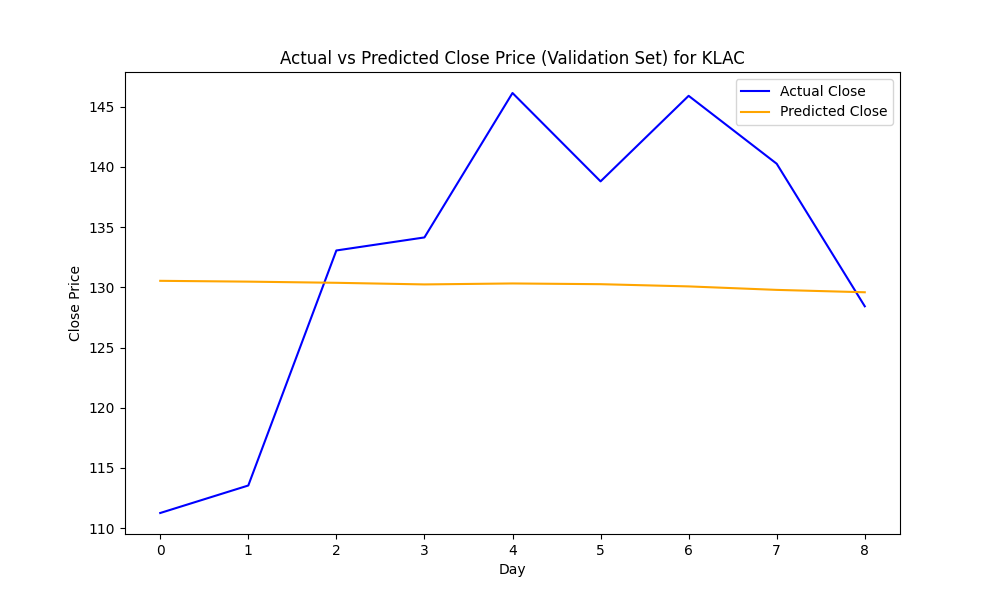 Actual vs Predicted Close Price (Validation Set) for KLAC
Actual Close
Predicted Close
Close Price
145
140
135
130
125
120
115
110
0 1 2 3 4 5 6 7 8
Day